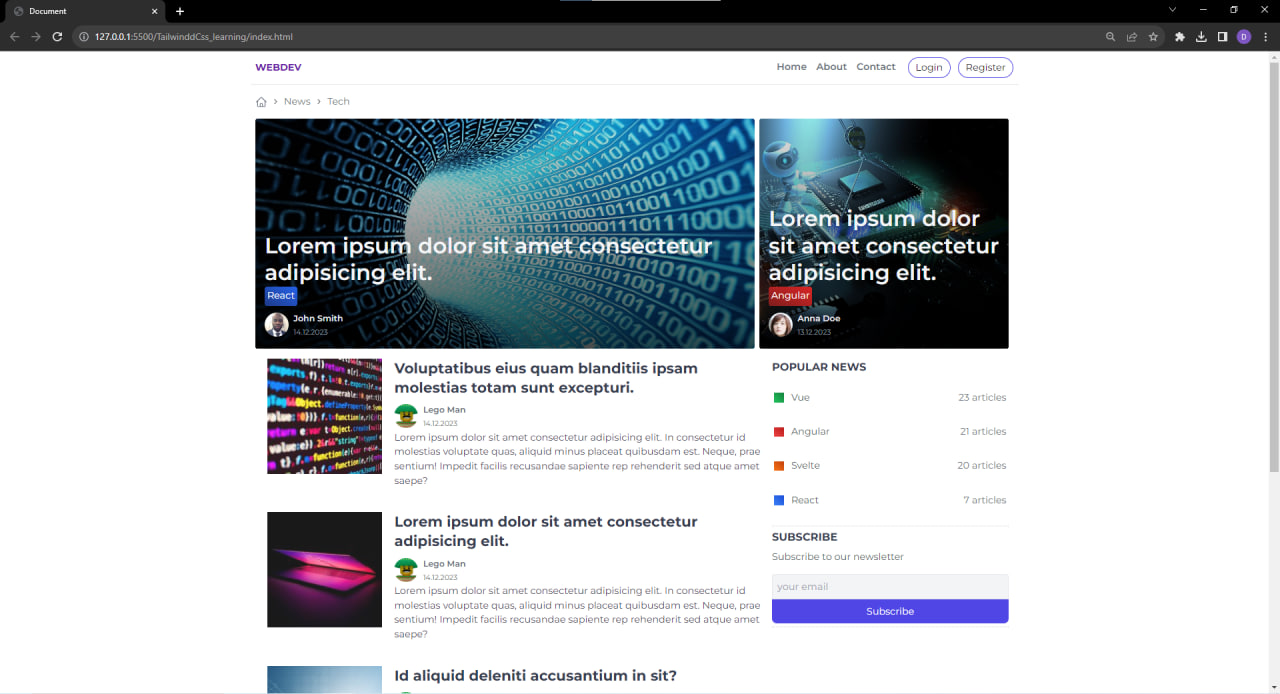 Document
127.0.0.1:5500/TailwinddCss_learning/index.html
D
WEBDEV
Home About Contact Login Register
News > Tech
Lorem ipsum dolor sit amet consectetur
adipisicing elit.
React
John Smith
14.12.2023
Lorem ipsum dolor
sit amet consectetur
adipisicing elit.
Angular
Anna Doe
13.12.2023
Voluptatibus eius quam blanditiis ipsam
molestias totam sunt excepturi.
Lego Man
14.12.2023
Lorem ipsum dolor sit amet consectetur adipisicing elit. In consectetur id
molestias voluptate quas, aliquid minus placeat quibusdam est. Neque, prae
sentium! Impedit facilis recusandae sapiente rep rehenderit sed atque amet
saepe?
Lorem ipsum dolor sit amet consectetur
adipisicing elit.
Lego Man
14.12.2023
Lorem ipsum dolor sit amet consectetur adipisicing elit. In consectetur id
molestias voluptate quas, aliquid minus placeat quibusdam est. Neque, prae
sentium! Impedit facilis recusandae sapiente rep rehenderit sed atque amet
saepe?
Id aliquid deleniti accusantium in sit?
POPULAR NEWS
Vue 23 articles
Angular 21 articles
Svelte 20 articles
React 7 articles
SUBSCRIBE
Subscribe to our newsletter
your email
Subscribe